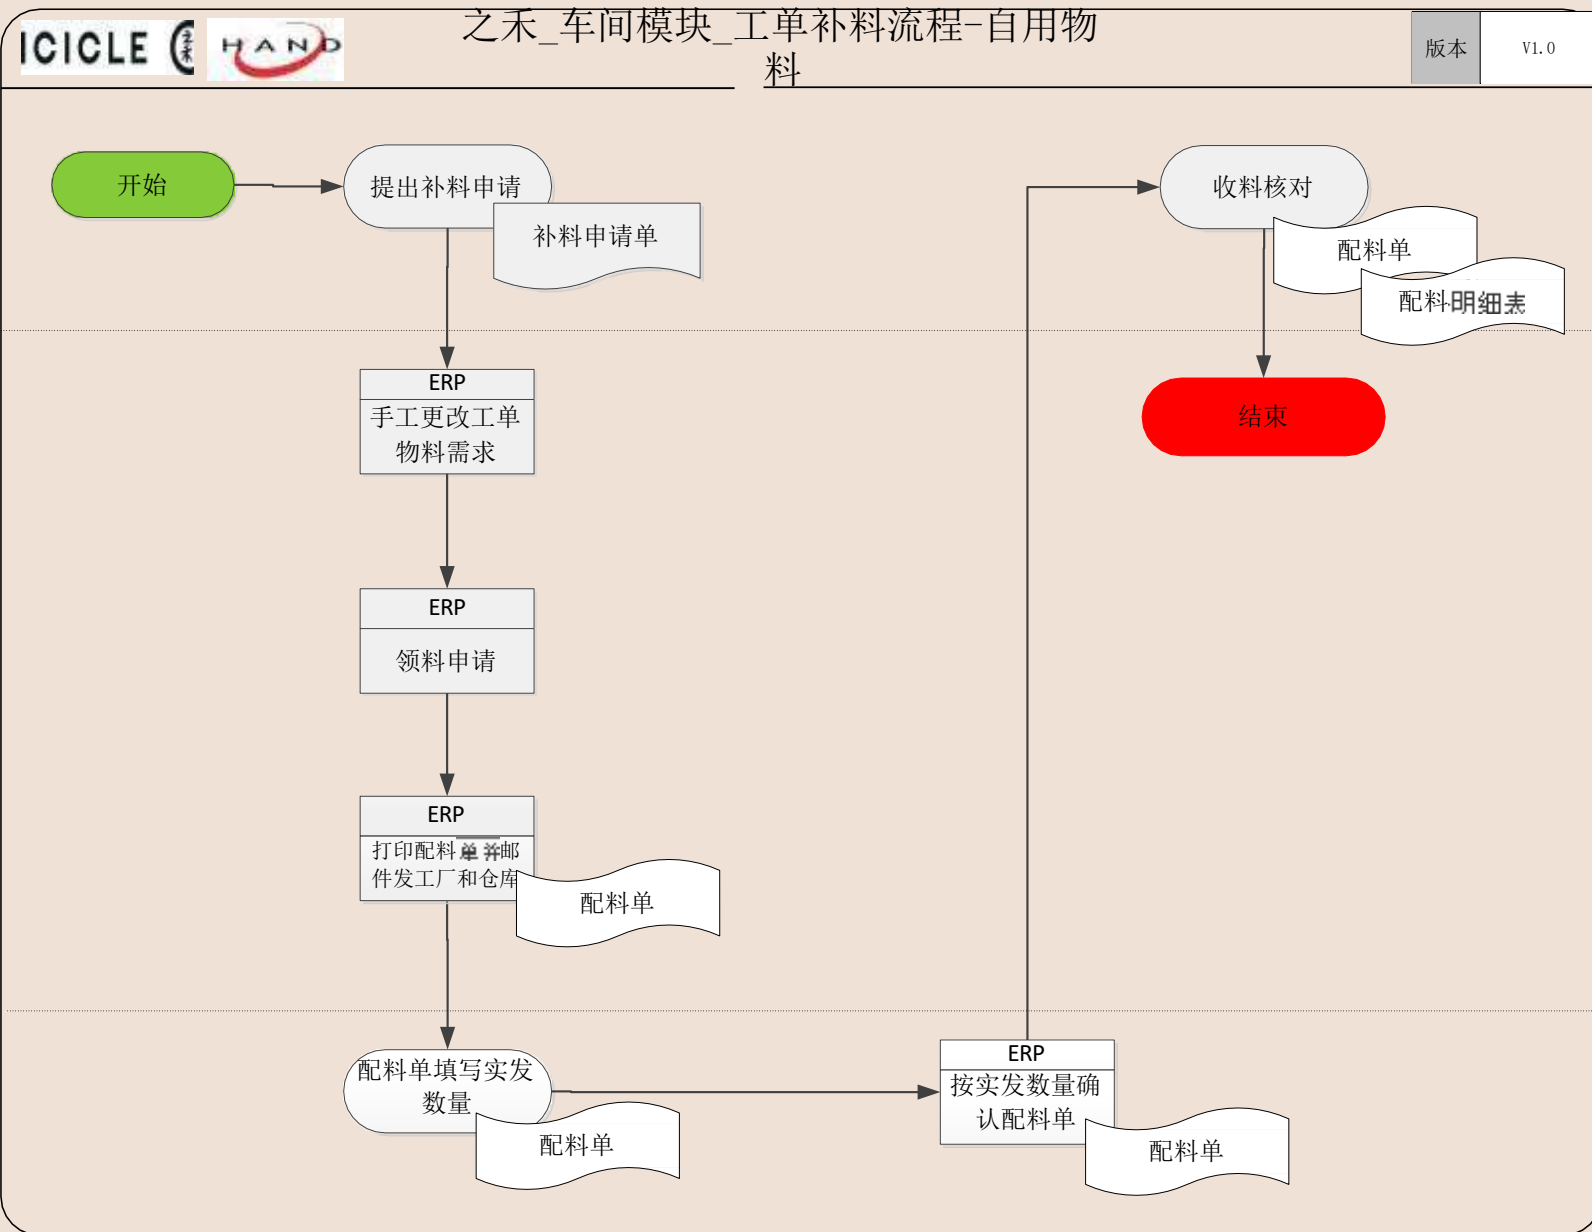 ICICLE 之禾
HAND
之禾_车间模块_工单补料流程-自用物
料
版本
V1.0
开始
提出补料申请
补料申请单
收料核对
配料单
配料明细表
ERP
手工更改工单
物料需求
结束
ERP
领料申请
ERP
打印配料单并邮
件发工厂和仓库
配料单
配料单填写实发
数量
配料单
ERP
按实发数量确
认配料单
配料单